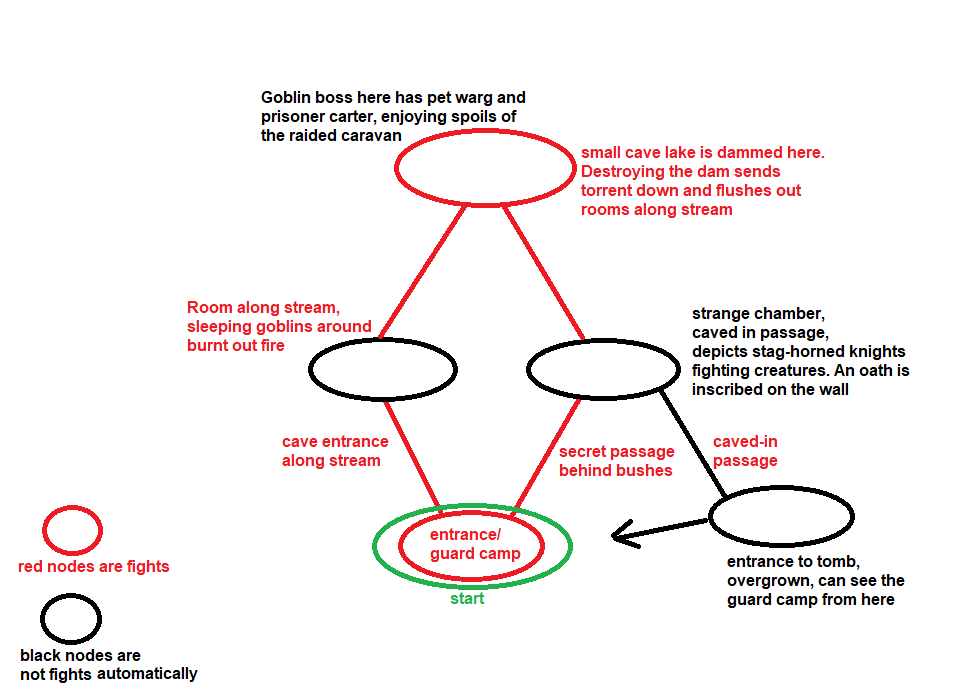 Goblin boss here has pet warg and
prisoner carter, enjoying spoils of
the raided caravan
small cave lake is dammed here.
Destroying the dam sends
torrent down and flushes out
rooms along stream
Room along stream,
sleeping goblins around
burnt out fire
strange chamber,
caved in passage,
depicts stag-horned knights
fighting creatures. An oath is
inscribed on the wall
cave entrance
along stream
secret passage
behind bushes
caved-in
passage
entrance/
guard camp
start
entrance to tomb,
overgrown, can see the
guard camp from here
red nodes are fights
black nodes are
not fights automatically